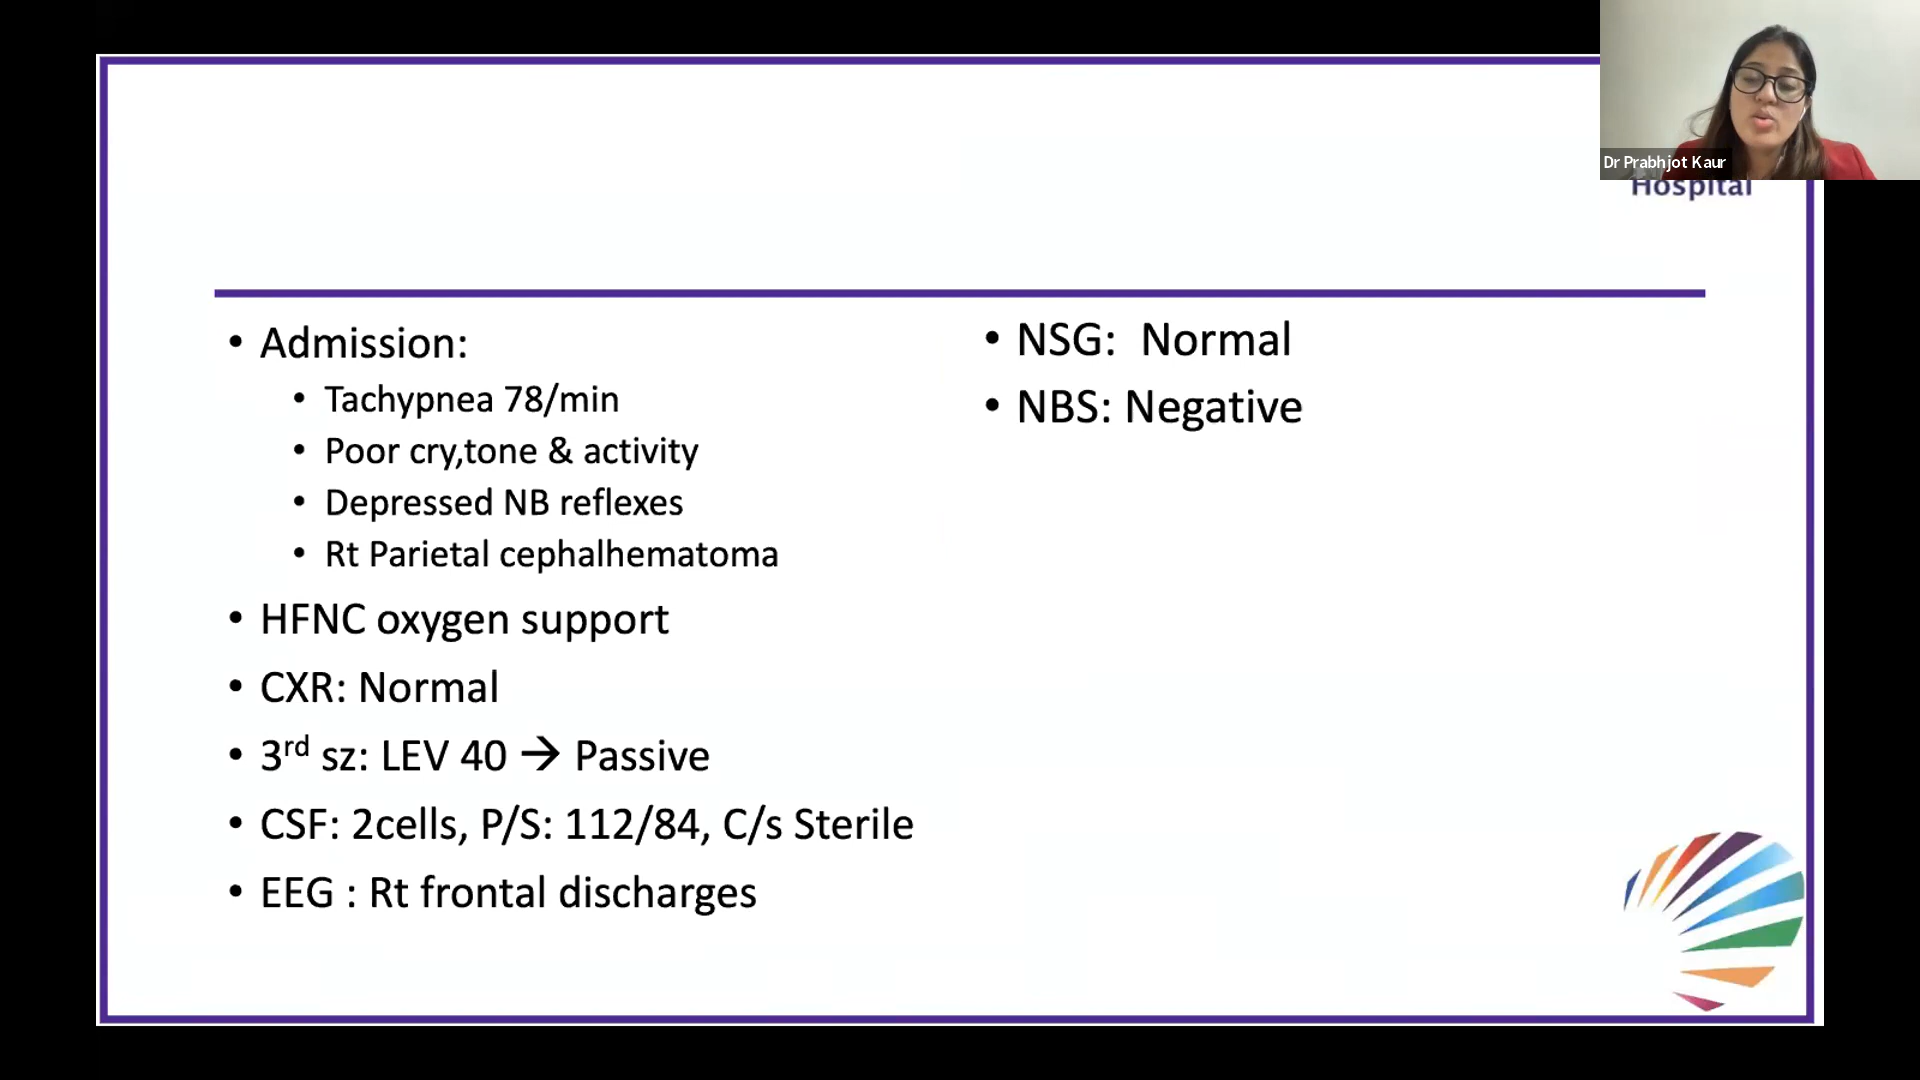 Dr Prabhjot Kaur
Hospital
• Admission:
• Tachypnea 78/min
• Poor cry,tone & activity
• Depressed NB reflexes
• Rt Parietal cephalhematoma
• HFNC oxygen support
• CXR: Normal
• 3rd sz: LEV 40 → Passive
• CSF: 2cells, P/S: 112/84, C/s Sterile
• EEG : Rt frontal discharges
• NSG: Normal
• NBS: Negative